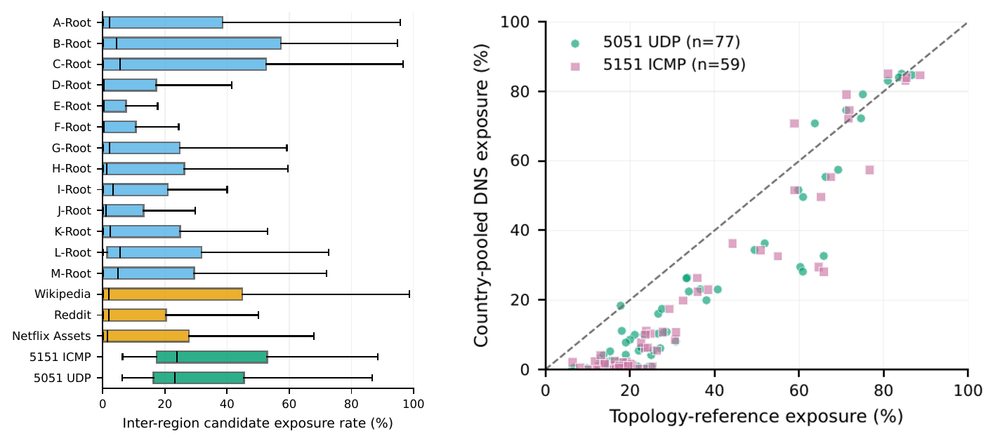 A-Root
B-Root
C-Root
D-Root
E-Root
F-Root
G-Root
H-Root
I-Root
J-Root
K-Root
L-Root
M-Root
Wikipedia
Reddit
Netflix Assets
5151 ICMP
5051 UDP
0 20 40 60 80 100
Inter-region candidate exposure rate (%)
100
80
60
40
20
0
Country-pooled DNS exposure (%)
5051 UDP (n=77)
5151 ICMP (n=59)
0 20 40 60 80 100
Topology-reference exposure (%)